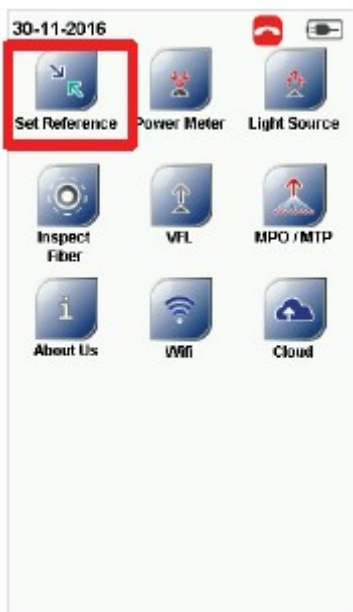 30-11-2016
Set Reference Power Meter Light Source
Inspect Fiber VFL MPO / MTP
About Us Wifi Cloud